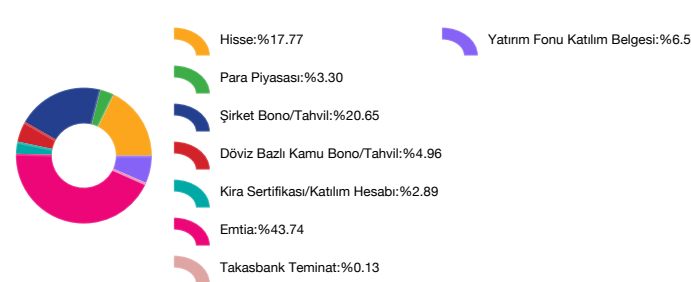 Hisse:%17.77
Para Piyasası:%3.30
Şirket Bono/Tahvil:%20.65
Döviz Bazlı Kamu Bono/Tahvil:%4.96
Kira Sertifikası/Katılım Hesabı:%2.89
Emtia:%43.74
Takasbank Teminat:%0.13
Yatırım Fonu Katılım Belgesi:%6.5